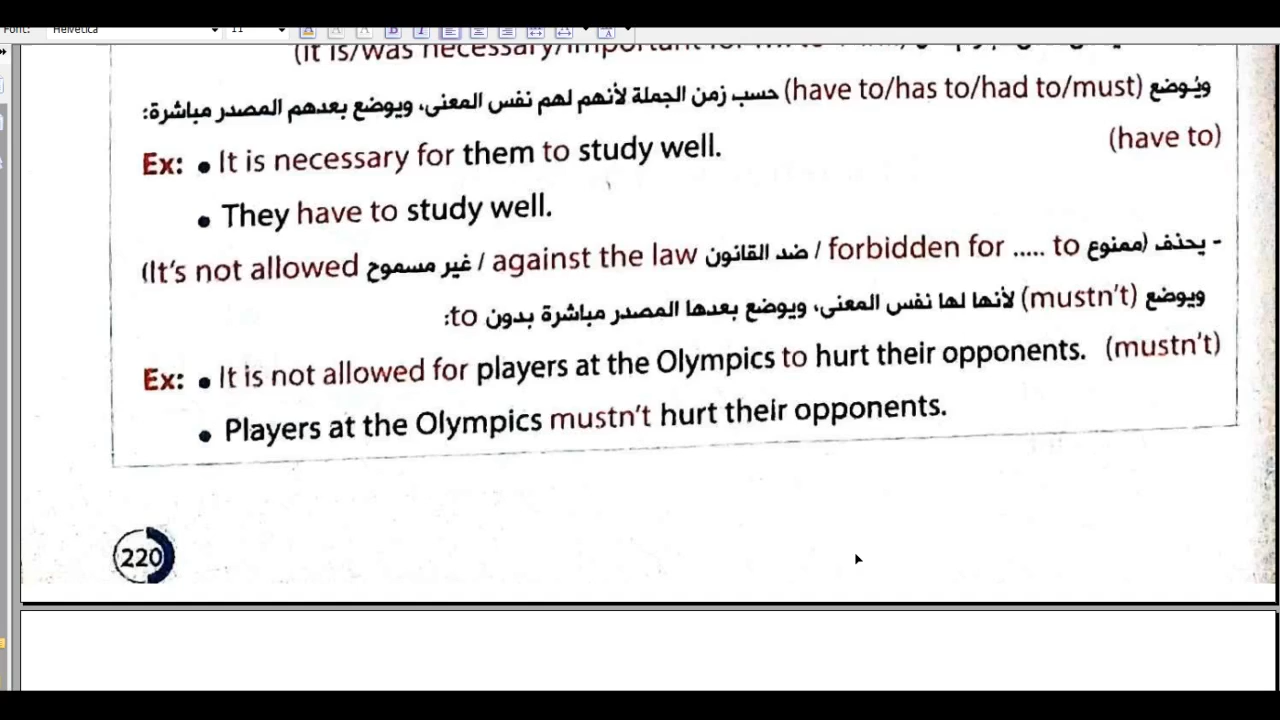 Font: Helvetica 11
(It is/was necessary/important for
ويُوضع (have to/has to/had to/must) حسب زمن الجملة لأنهم لهم نفس المعنى، ويوضع بعدهم المصدر مباشرة:
Ex: • It is necessary for them to study well. (have to)
• They have to study well.
- يحذف (ممنوع forbidden for ..... to / ضد القانون against the law / غير مسموح It's not allowed)
ويوضع (mustn't) لأنها لها نفس المعنى، ويوضع بعدها المصدر مباشرة بدون to:
Ex: • It is not allowed for players at the Olympics to hurt their opponents. (mustn't)
• Players at the Olympics mustn't hurt their opponents.
220